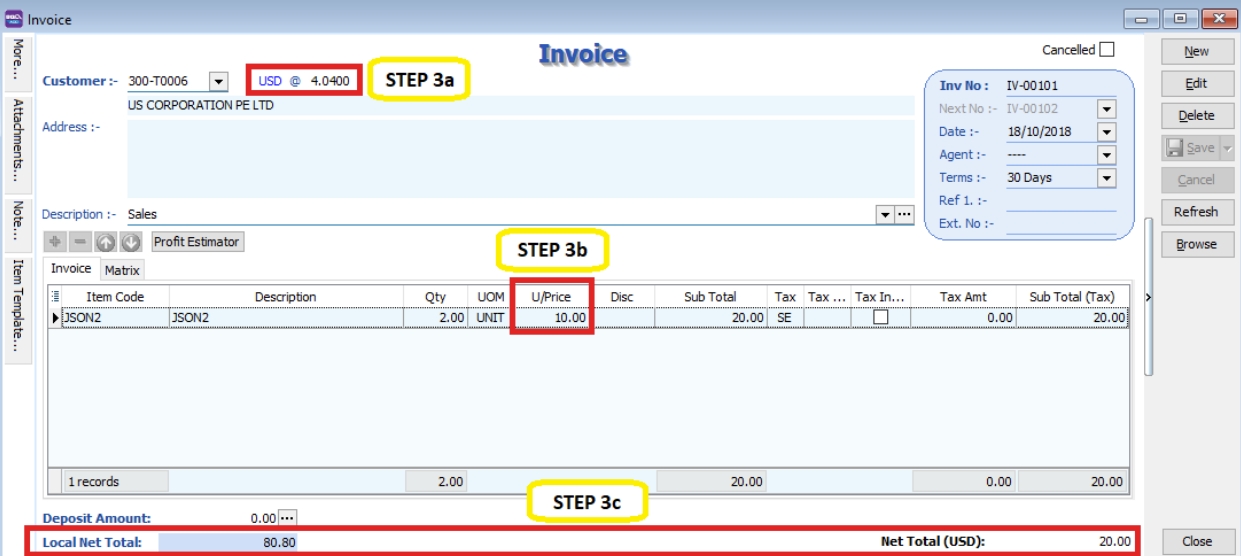 Invoice
More...
Attachments...
Note...
Item Template...
Invoice
Cancelled
Customer :- 300-T0006 USD @ 4.0400 STEP 3a
US CORPORATION PE LTD
Address :-
Inv No : IV-00101
Next No :- IV-00102
Date :- 18/10/2018
Agent :- ----
Terms :- 30 Days
Ref 1. :-
Ext. No :-
Description :- Sales
Profit Estimator
STEP 3b
Invoice Matrix
Item Code Description Qty UOM U/Price Disc Sub Total Tax Tax ... Tax In... Tax Amt Sub Total (Tax)
JSON2 JSON2 2.00 UNIT 10.00 20.00 SE 0.00 20.00
1 records 2.00 20.00 0.00 20.00
STEP 3c
Deposit Amount: 0.00
Local Net Total: 80.80 Net Total (USD): 20.00
New
Edit
Delete
Save
Cancel
Refresh
Browse
Close